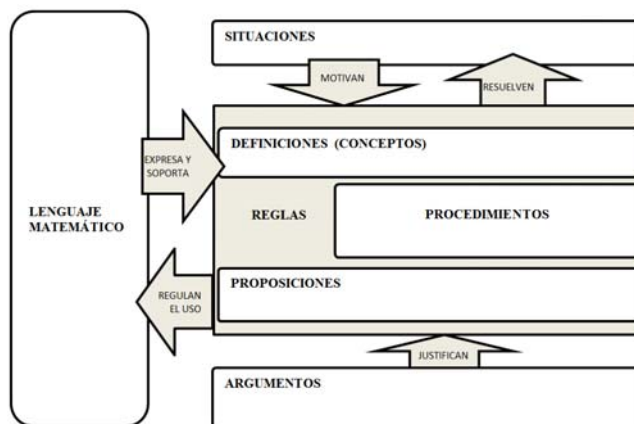 SITUACIONES
MOTIVAN
RESUELVEN
DEFINICIONES (CONCEPTOS)
EXPRESA Y
SOPORTA
LENGUAJE
MATEMÁTICO
REGLAS
PROCEDIMIENTOS
PROPOSICIONES
REGULAN
EL USO
JUSTIFICAN
ARGUMENTOS